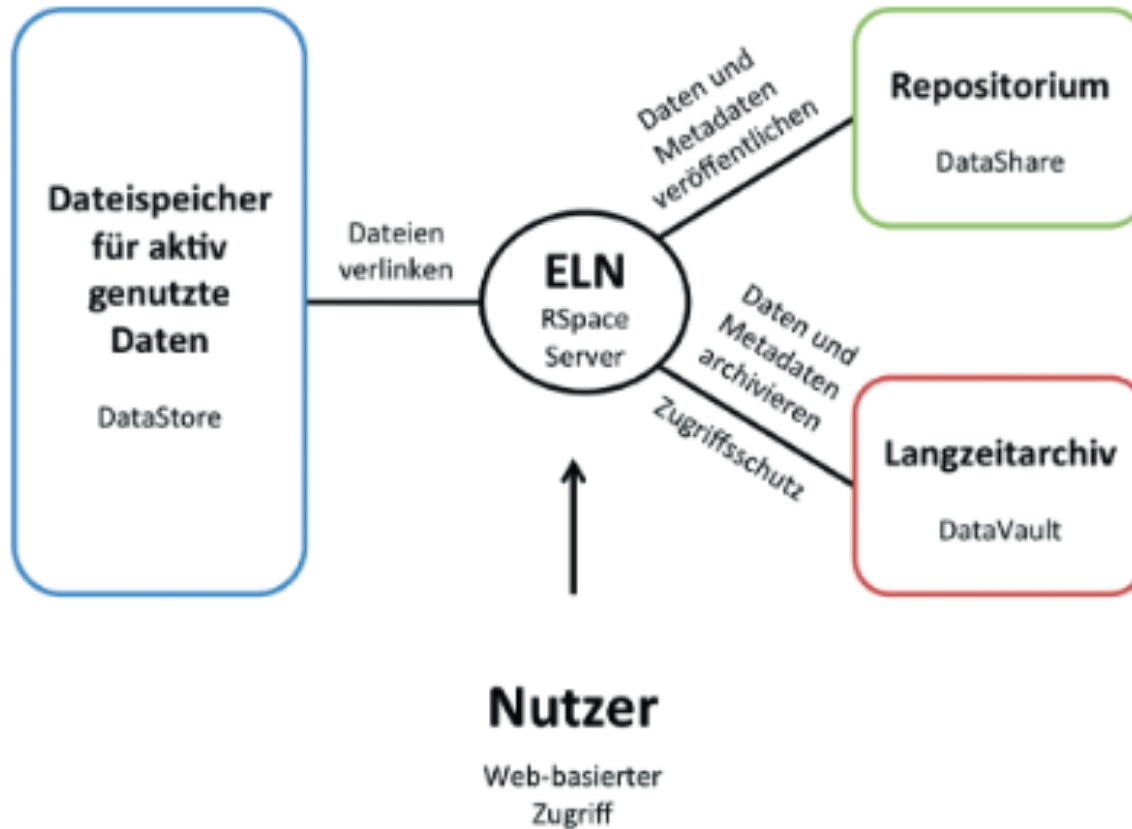 Dateispeicher
für aktiv
genutzte
Daten
DataStore
Dateien
verlinken
ELN
RSpace
Server
Daten und
Metadaten
veröffentlichen
Repositorium
DataShare
Daten und
Metadaten
archivieren
Zugriffsschutz
Langzeitarchiv
DataVault
Nutzer
Web-basierter
Zugriff